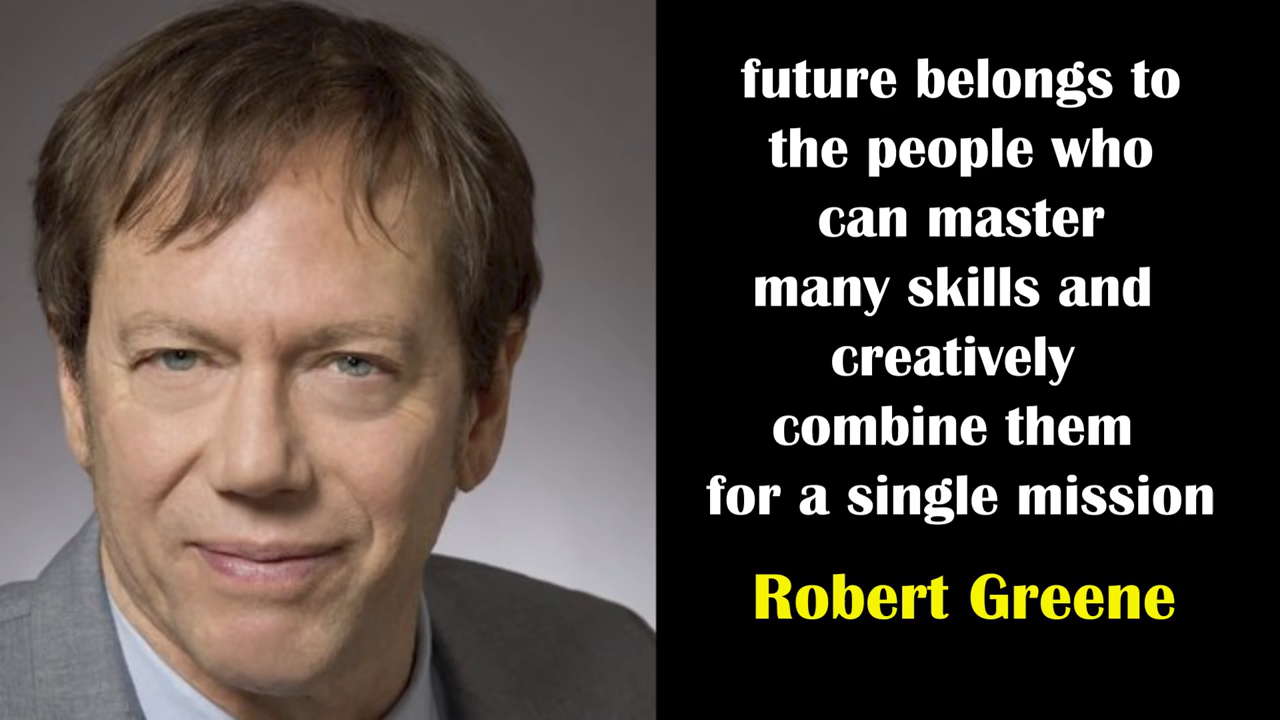 future belongs to
the people who
can master
many skills and
creatively
combine them
for a single mission
Robert Greene